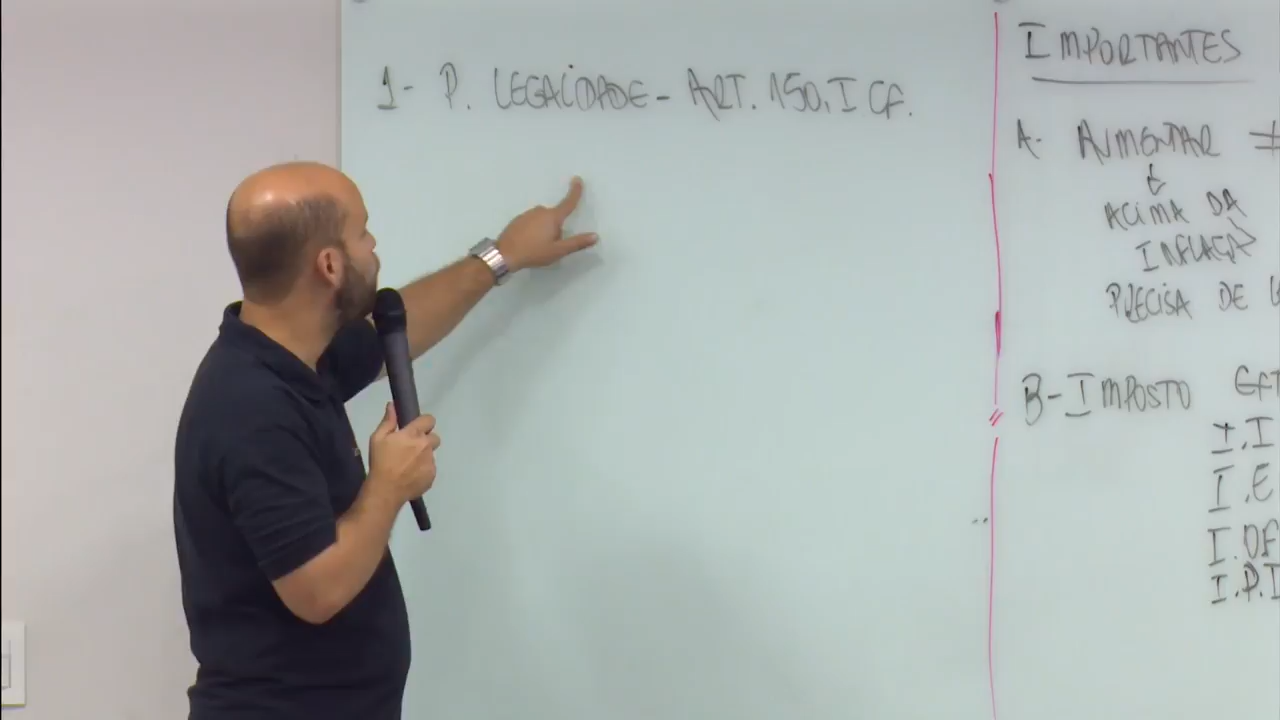 1- P. LEGALIDADE - ART. 150, I CF.
IMPORTANTES
A- AUMENTAR ≠
ACIMA DA
INFLAÇÃ
PRECISA DE
B- IMPOSTO
I.I
I.E
I.OF
I.P.I